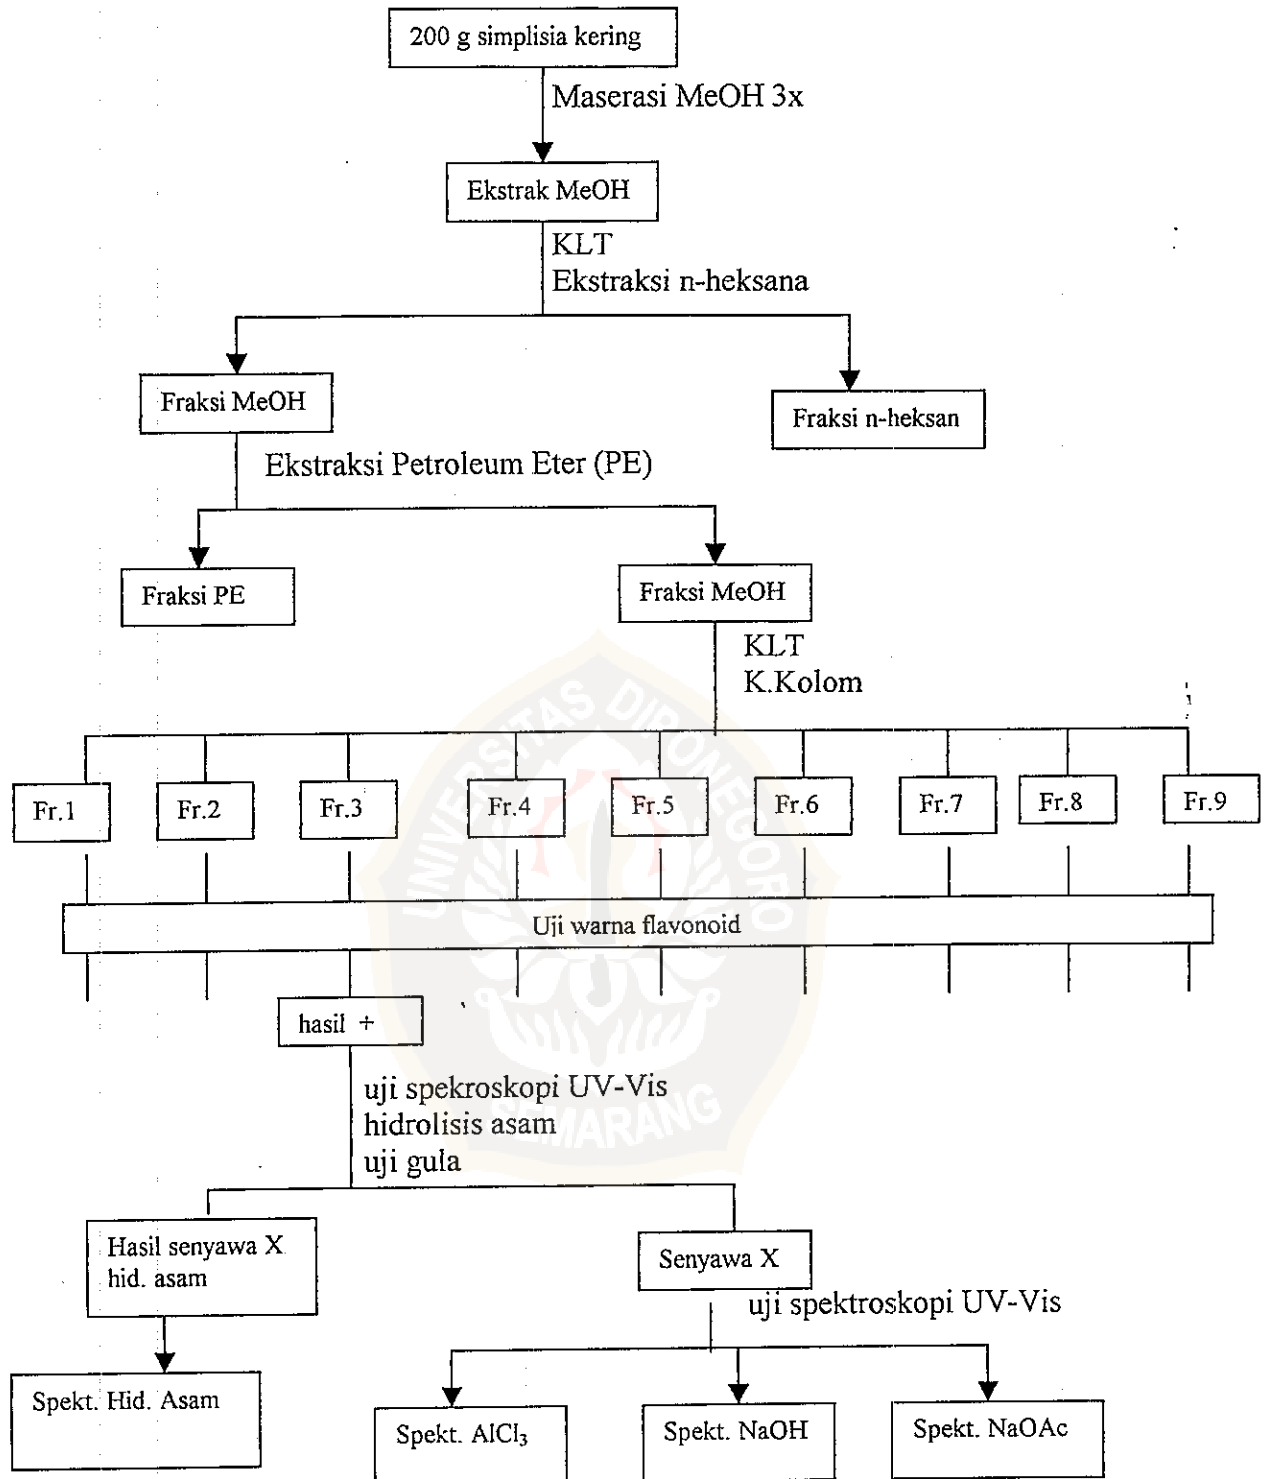 200 g simplisia kering
Maserasi MeOH 3x
Ekstrak MeOH
KLT
Ekstraksi n-heksana
Fraksi MeOH
Fraksi n-heksan
Ekstraksi Petroleum Eter (PE)
Fraksi PE
Fraksi MeOH
KLT
K.Kolom
Fr.1
Fr.2
Fr.3
Fr.4
Fr.5
Fr.6
Fr.7
Fr.8
Fr.9
UNIVERSITAS DIPONEGORO
Uji warna flavonoid
hasil +
uji spekroskopi UV-Vis
hidrolisis asam
uji gula
SEMARANG
Hasil senyawa X
hid. asam
Senyawa X
uji spektroskopi UV-Vis
Spekt. Hid. Asam
Spekt. AlCl₃
Spekt. NaOH
Spekt. NaOAc